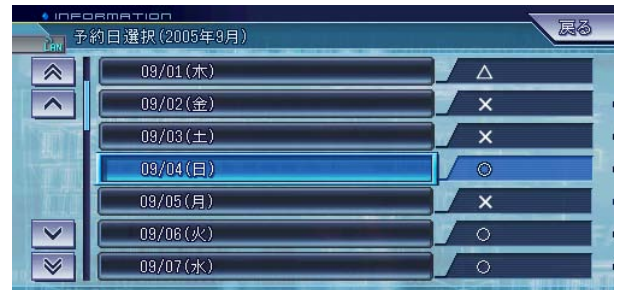 INFORMATION
LAN
予約日選択(2005年9月)
戻る
09/01(木) △
09/02(金) ×
09/03(土) ×
09/04(日) ○
09/05(月) ×
09/06(火) ○
09/07(水) ○